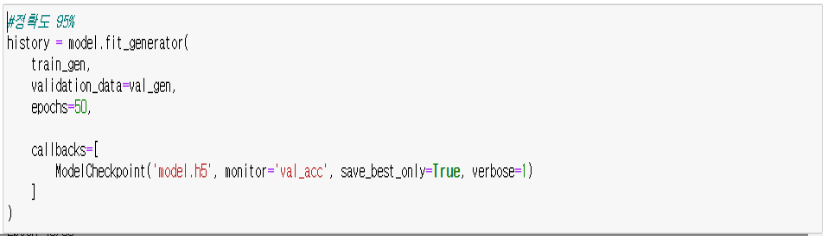 #정확도 95%
history = model.fit_generator(
    train_gen,
    validation_data=val_gen,
    epochs=50,
    callbacks=[
        ModelCheckpoint('model.h5', monitor='val_acc', save_best_only=True, verbose=1)
    ]
)